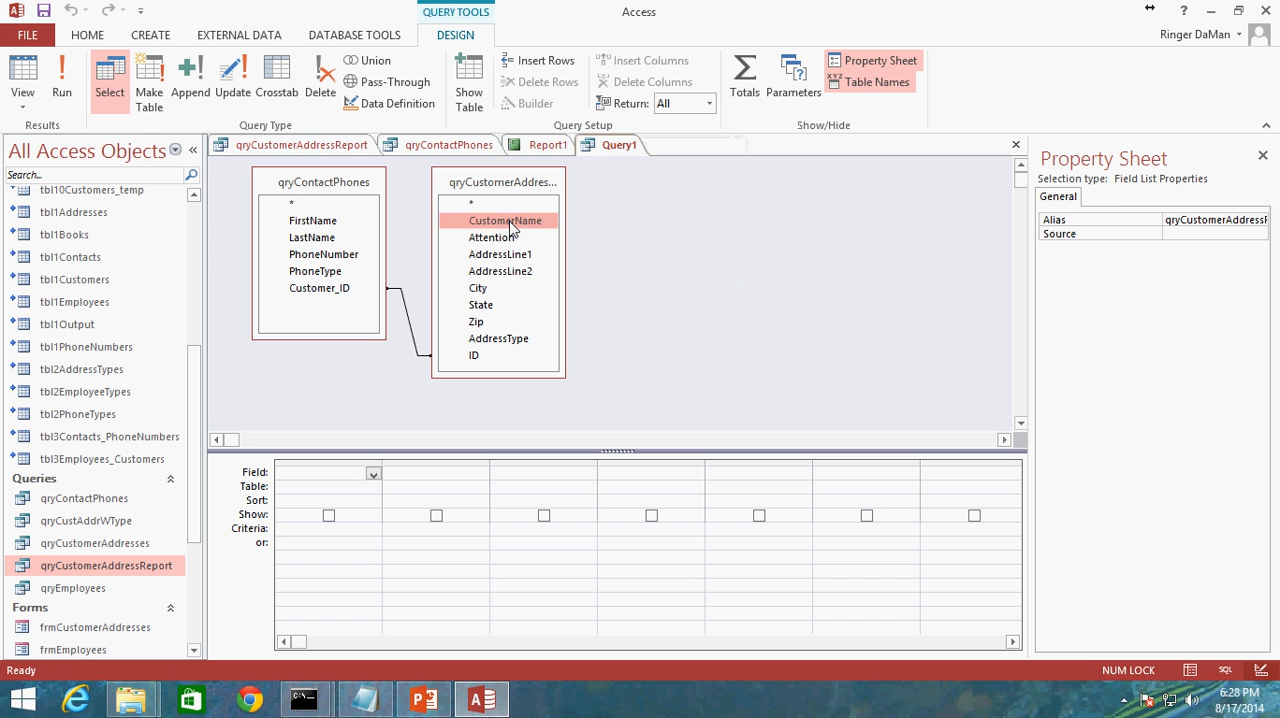 QUERY TOOLS
Access
FILE
HOME
CREATE
EXTERNAL DATA
DATABASE TOOLS
DESIGN
Ringer DaMan
View
Run
Select
Make Table
Append
Update
Crosstab
Delete
Union
Pass-Through
Data Definition
Show Table
Insert Rows
Delete Rows
Builder
Insert Columns
Delete Columns
Return: All
Totals
Parameters
Property Sheet
Table Names
Results
Query Type
Query Setup
Show/Hide
All Access Objects
Search...
tbl10Customers_temp
tbl1Addresses
tbl1Books
tbl1Contacts
tbl1Customers
tbl1Employees
tbl1Output
tbl1PhoneNumbers
tbl2AddressTypes
tbl2EmployeeTypes
tbl2PhoneTypes
tbl3Contacts_PhoneNumbers
tbl3Employees_Customers
Queries
qryContactPhones
qryCustAddrWType
qryCustomerAddresses
qryCustomerAddressReport
qryEmployees
Forms
frmCustomerAddresses
frmEmployees
qryCustomerAddressReport
qryContactPhones
Report1
Query1
qryContactPhones
*
FirstName
LastName
PhoneNumber
PhoneType
Customer_ID
qryCustomerAddres...
*
CustomerName
Attention
AddressLine1
AddressLine2
City
State
Zip
AddressType
ID
Field:
Table:
Sort:
Show:
Criteria:
or:
Property Sheet
Selection type: Field List Properties
General
Alias qryCustomerAddressR
Source
Ready
NUM LOCK
SQL
6:28 PM
8/17/2014